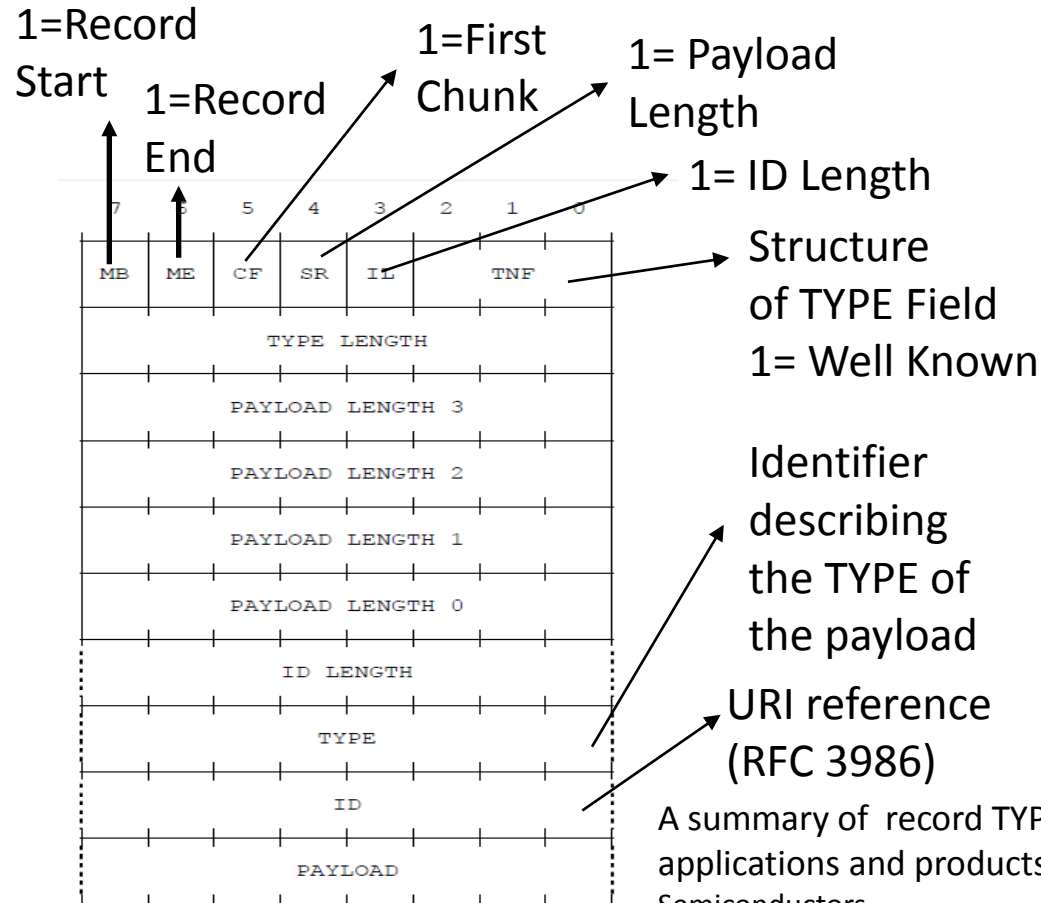 1=Record
Start
1=Record
End
1=First
Chunk
1= Payload
Length
1= ID Length
7 6 5 4 3 2 1 0
MB ME CF SR IL TNF
Structure
of TYPE Field
1= Well Known
TYPE LENGTH
PAYLOAD LENGTH 3
PAYLOAD LENGTH 2
PAYLOAD LENGTH 1
PAYLOAD LENGTH 0
Identifier
describing
the TYPE of
the payload
ID LENGTH
TYPE
ID
PAYLOAD
URI reference
(RFC 3986)
A summary of record TYP
applications and products
Semiconductors